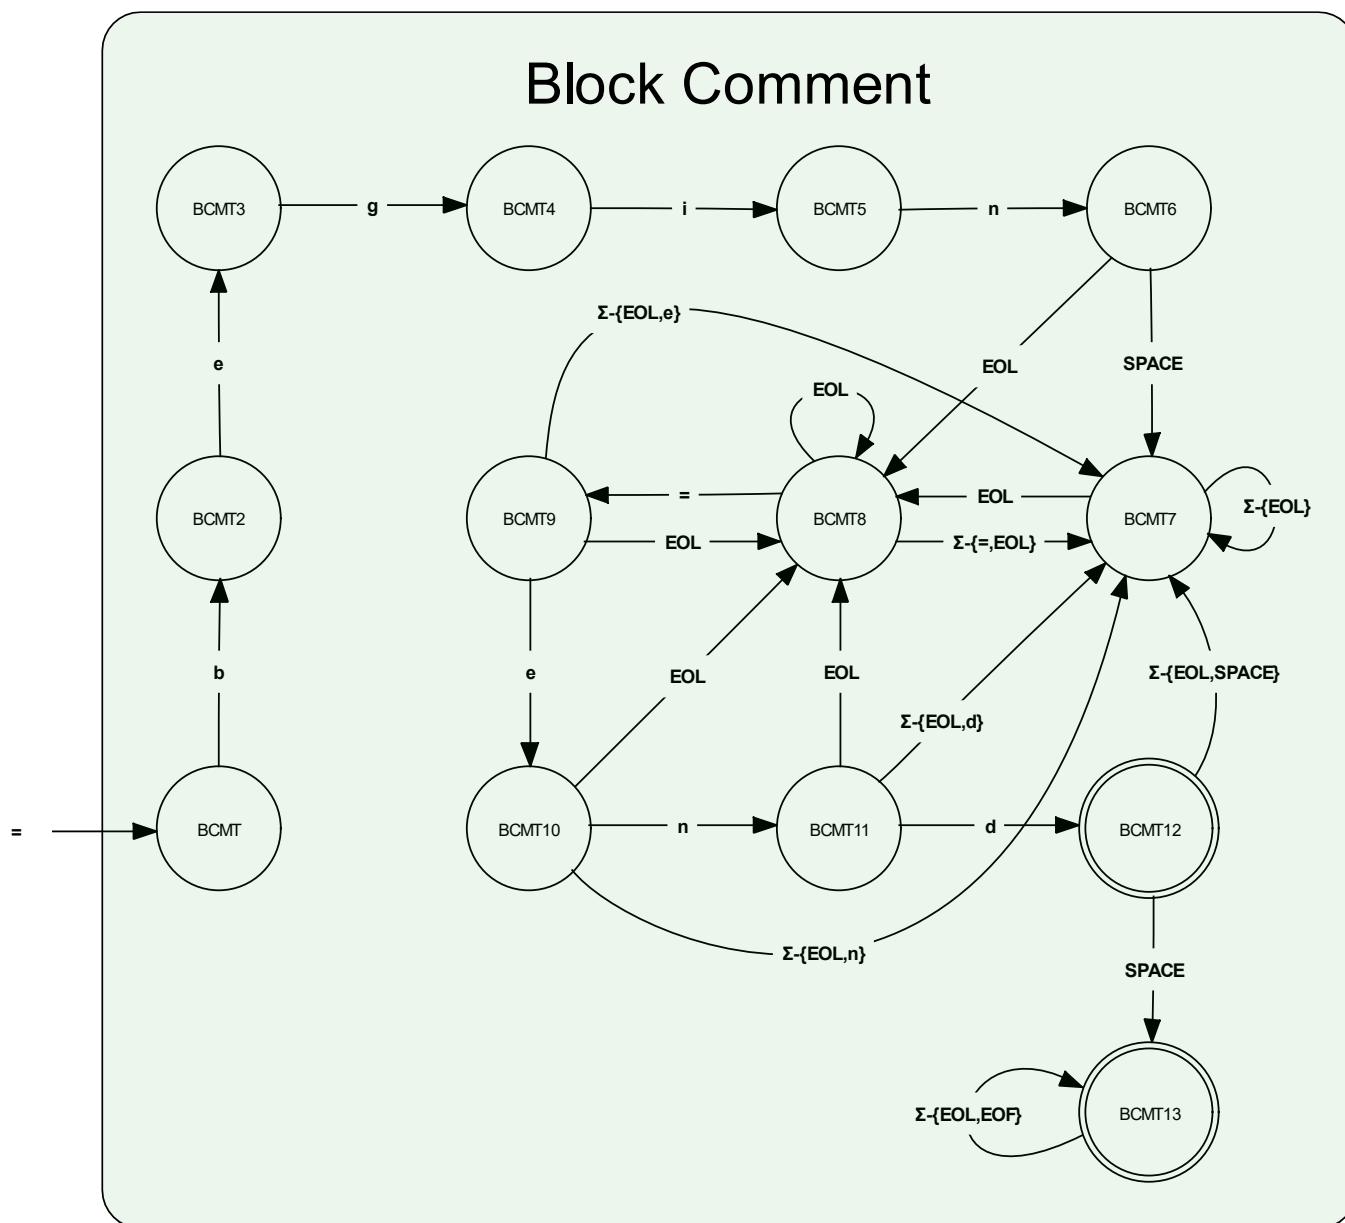 Block Comment
BCMT3
g
BCMT4
i
BCMT5
n
BCMT6
Σ-{EOL,e}
e
EOL
SPACE
EOL
BCMT2
BCMT9
=
EOL
BCMT8
EOL
Σ-{=,EOL}
BCMT7
Σ-{EOL}
b
e
EOL
EOL
Σ-{EOL,d}
Σ-{EOL,SPACE}
=
BCMT
BCMT10
n
BCMT11
d
BCMT12
Σ-{EOL,n}
SPACE
Σ-{EOL,EOF}
BCMT13